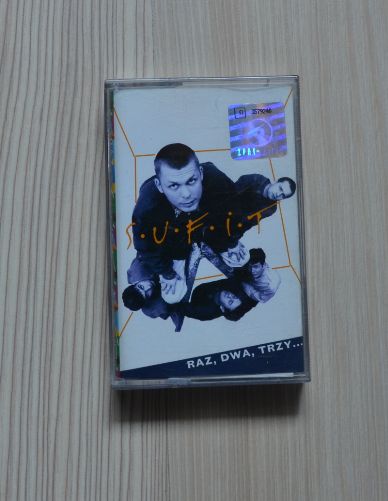 S·U·F·i·T
RAZ, DWA, TRZY...